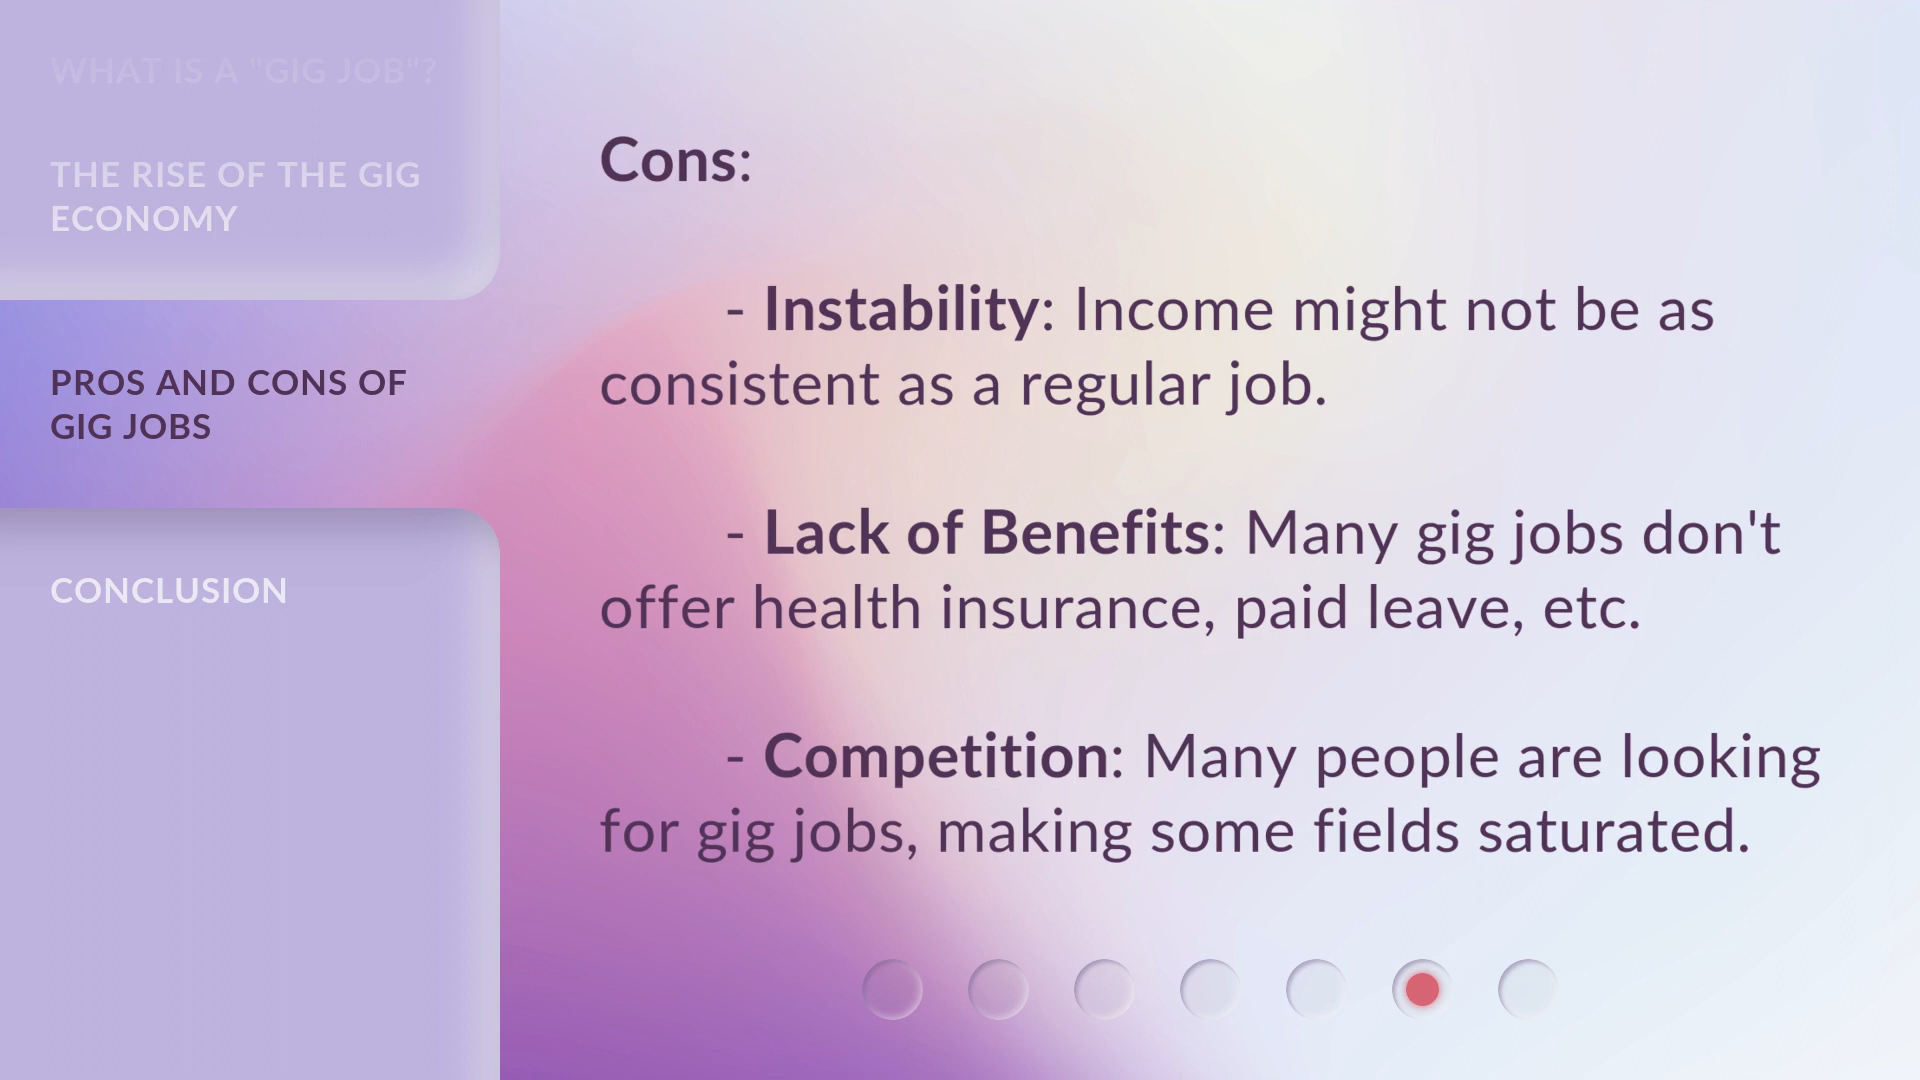 WHAT IS A "GIG JOB"?
THE RISE OF THE GIG
ECONOMY
PROS AND CONS OF
GIG JOBS
CONCLUSION
Cons:
- Instability: Income might not be as
consistent as a regular job.
- Lack of Benefits: Many gig jobs don't
offer health insurance, paid leave, etc.
- Competition: Many people are looking
for gig jobs, making some fields saturated.